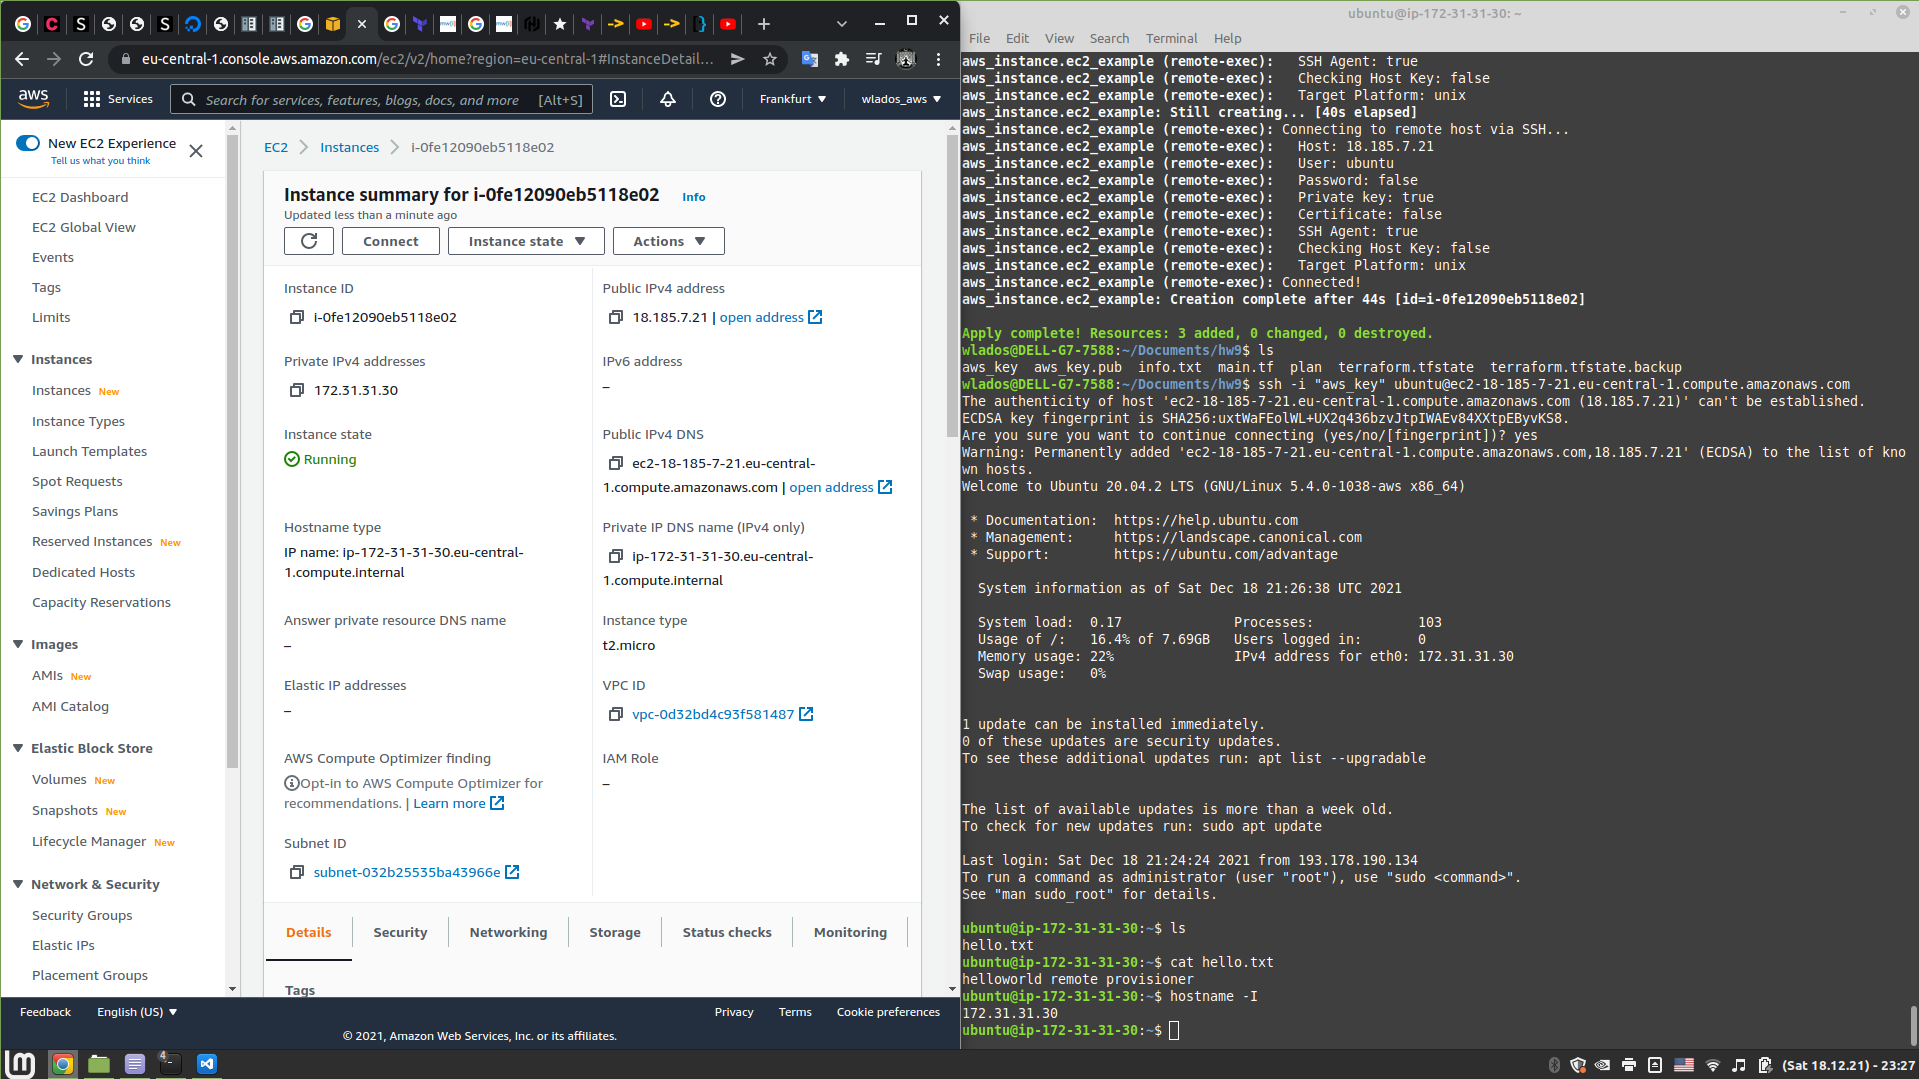 eu-central-1.console.aws.amazon.com/ec2/v2/home?region=eu-central-1#InstanceDetail...
aws
Services
Search for services, features, blogs, docs, and more
[Alt+S]
Frankfurt
wlados_aws
New EC2 Experience
Tell us what you think
EC2 Dashboard
EC2 Global View
Events
Tags
Limits
Instances
Instances New
Instance Types
Launch Templates
Spot Requests
Savings Plans
Reserved Instances New
Dedicated Hosts
Capacity Reservations
Images
AMIs New
AMI Catalog
Elastic Block Store
Volumes New
Snapshots New
Lifecycle Manager New
Network & Security
Security Groups
Elastic IPs
Placement Groups
EC2 > Instances > i-0fe12090eb5118e02
Instance summary for i-0fe12090eb5118e02 Info
Updated less than a minute ago
Connect
Instance state
Actions
Instance ID
i-0fe12090eb5118e02
Public IPv4 address
18.185.7.21 | open address
Private IPv4 addresses
172.31.31.30
IPv6 address
–
Instance state
Running
Public IPv4 DNS
ec2-18-185-7-21.eu-central-
1.compute.amazonaws.com | open address
Hostname type
IP name: ip-172-31-31-30.eu-central-
1.compute.internal
Private IP DNS name (IPv4 only)
ip-172-31-31-30.eu-central-
1.compute.internal
Answer private resource DNS name
–
Instance type
t2.micro
Elastic IP addresses
–
VPC ID
vpc-0d32bd4c93f581487
AWS Compute Optimizer finding
Opt-in to AWS Compute Optimizer for
recommendations. | Learn more
IAM Role
–
Subnet ID
subnet-032b25535ba43966e
Details
Security
Networking
Storage
Status checks
Monitoring
Tags
Feedback
English (US)
Privacy
Terms
Cookie preferences
© 2021, Amazon Web Services, Inc. or its affiliates.
ubuntu@ip-172-31-31-30: ~
File Edit View Search Terminal Help
aws_instance.ec2_example (remote-exec):   SSH Agent: true
aws_instance.ec2_example (remote-exec):   Checking Host Key: false
aws_instance.ec2_example (remote-exec):   Target Platform: unix
aws_instance.ec2_example: Still creating... [40s elapsed]
aws_instance.ec2_example (remote-exec): Connecting to remote host via SSH...
aws_instance.ec2_example (remote-exec):   Host: 18.185.7.21
aws_instance.ec2_example (remote-exec):   User: ubuntu
aws_instance.ec2_example (remote-exec):   Password: false
aws_instance.ec2_example (remote-exec):   Private key: true
aws_instance.ec2_example (remote-exec):   Certificate: false
aws_instance.ec2_example (remote-exec):   SSH Agent: true
aws_instance.ec2_example (remote-exec):   Checking Host Key: false
aws_instance.ec2_example (remote-exec):   Target Platform: unix
aws_instance.ec2_example (remote-exec): Connected!
aws_instance.ec2_example: Creation complete after 44s [id=i-0fe12090eb5118e02]
Apply complete! Resources: 3 added, 0 changed, 0 destroyed.
wlados@DELL-G7-7588:~/Documents/hw9$ ls
aws_key  aws_key.pub  info.txt  main.tf  plan  terraform.tfstate  terraform.tfstate.backup
wlados@DELL-G7-7588:~/Documents/hw9$ ssh -i "aws_key" ubuntu@ec2-18-185-7-21.eu-central-1.compute.amazonaws.com
The authenticity of host 'ec2-18-185-7-21.eu-central-1.compute.amazonaws.com (18.185.7.21)' can't be established.
ECDSA key fingerprint is SHA256:uxtWaFEolWL+UX2q436bzvJtpIWAEv84XXtpEByvKS8.
Are you sure you want to continue connecting (yes/no/[fingerprint])? yes
Warning: Permanently added 'ec2-18-185-7-21.eu-central-1.compute.amazonaws.com,18.185.7.21' (ECDSA) to the list of kno
wn hosts.
Welcome to Ubuntu 20.04.2 LTS (GNU/Linux 5.4.0-1038-aws x86_64)
* Documentation:  https://help.ubuntu.com
* Management:     https://landscape.canonical.com
* Support:        https://ubuntu.com/advantage
System information as of Sat Dec 18 21:26:38 UTC 2021
System load:  0.17              Processes:             103
Usage of /:   16.4% of 7.69GB   Users logged in:       0
Memory usage: 22%               IPv4 address for eth0: 172.31.31.30
Swap usage:   0%
1 update can be installed immediately.
0 of these updates are security updates.
To see these additional updates run: apt list --upgradable
The list of available updates is more than a week old.
To check for new updates run: sudo apt update
Last login: Sat Dec 18 21:24:24 2021 from 193.178.190.134
To run a command as administrator (user "root"), use "sudo <command>".
See "man sudo_root" for details.
ubuntu@ip-172-31-31-30:~$ ls
hello.txt
ubuntu@ip-172-31-31-30:~$ cat hello.txt
helloworld remote provisioner
ubuntu@ip-172-31-31-30:~$ hostname -I
172.31.31.30
ubuntu@ip-172-31-31-30:~$
4
(Sat 18.12.21) - 23:27